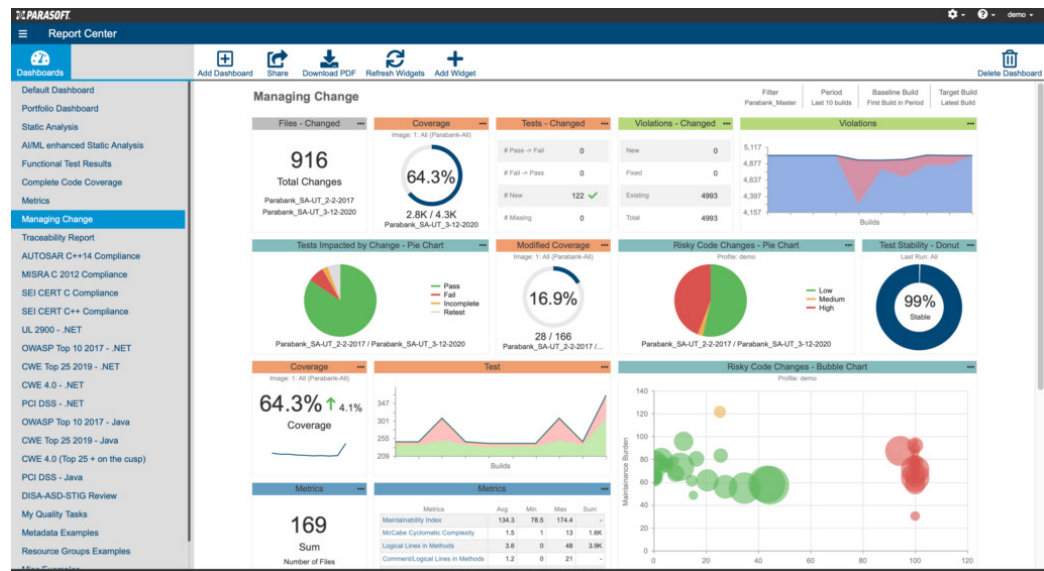 PARASOFT.
demo
Report Center
Dashboards
Add Dashboard
Share
Download PDF
Refresh Widgets
Add Widget
Delete Dashboard
Default Dashboard
Portfolio Dashboard
Static Analysis
AI/ML enhanced Static Analysis
Functional Test Results
Complete Code Coverage
Metrics
Managing Change
Traceability Report
AUTOSAR C++14 Compliance
MISRA C 2012 Compliance
SEI CERT C Compliance
SEI CERT C++ Compliance
UL 2900 - .NET
OWASP Top 10 2017 - .NET
CWE Top 25 2019 - .NET
CWE 4.0 - .NET
PCI DSS - .NET
OWASP Top 10 2017 - Java
CWE Top 25 2019 - Java
CWE 4.0 (Top 25 + on the cusp)
PCI DSS - Java
DISA-ASD-STIG Review
My Quality Tasks
Metadata Examples
Resource Groups Examples
Managing Change
Filter
Parabank_Master
Period
Last 10 builds
Baseline Build
First Build in Period
Target Build
Latest Build
Files - Changed
916
Total Changes
Parabank_SA-UT_2-2-2017
Parabank_SA-UT_3-12-2020
Coverage
Image: 1: All (Parabank-All)
64.3%
2.8K / 4.3K
Parabank_SA-UT_3-12-2020
Tests - Changed
# Pass -> Fail 0
# Fail -> Pass 0
# New 122
# Missing 0
Violations - Changed
New 0
Fixed 0
Existing 4993
Total 4993
Violations
5,117
4,877
4,637
4,397
4,157
Builds
Tests Impacted by Change - Pie Chart
Pass
Fail
Incomplete
Retest
Parabank_SA-UT_2-2-2017 / Parabank_SA-UT_3-12-2020
Modified Coverage
Image: 1: All (Parabank-All)
16.9%
28 / 166
Parabank_SA-UT_2-2-2017 /...
Risky Code Changes - Pie Chart
Profile: demo
Low
Medium
High
Parabank_SA-UT_2-2-2017 / Parabank_SA-UT_3-12-2020
Test Stability - Donut
Last Run: All
99%
Stable
Coverage
Image: 1: All (Parabank-All)
64.3% 4.1%
Coverage
Test
347
301
255
209
Builds
Risky Code Changes - Bubble Chart
Profile: demo
Maintainance Burden
140
120
100
80
60
40
20
0
0 20 40 60 80 100 120
Metrics
169
Sum
Number of Files
Metrics
Metrics Avg Min Max Sum
Maintainability Index 134.3 78.5 174.4 -
McCabe Cyclomatic Complexity 1.5 1 13 1.6K
Logical Lines in Methods 3.6 0 48 3.9K
Comment/Logical Lines in Methods 1.2 0 21 -